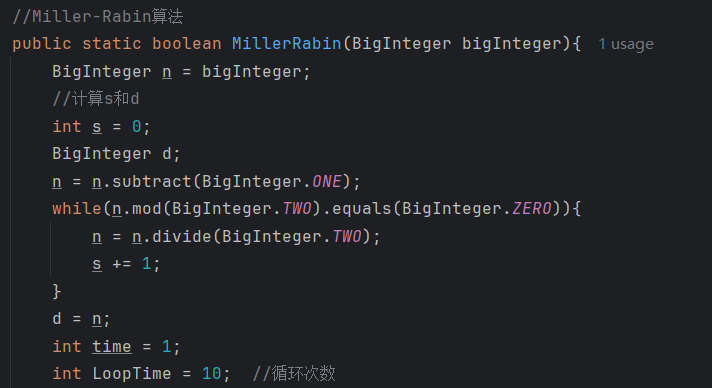 //Miller-Rabin算法
public static boolean MillerRabin(BigInteger bigInteger){ 1 usage
BigInteger n = bigInteger;
//计算s和d
int s = 0;
BigInteger d;
n = n.subtract(BigInteger.ONE);
while(n.mod(BigInteger.TWO).equals(BigInteger.ZERO)){
n = n.divide(BigInteger.TWO);
s += 1;
}
d = n;
int time = 1;
int LoopTime = 10; //循环次数